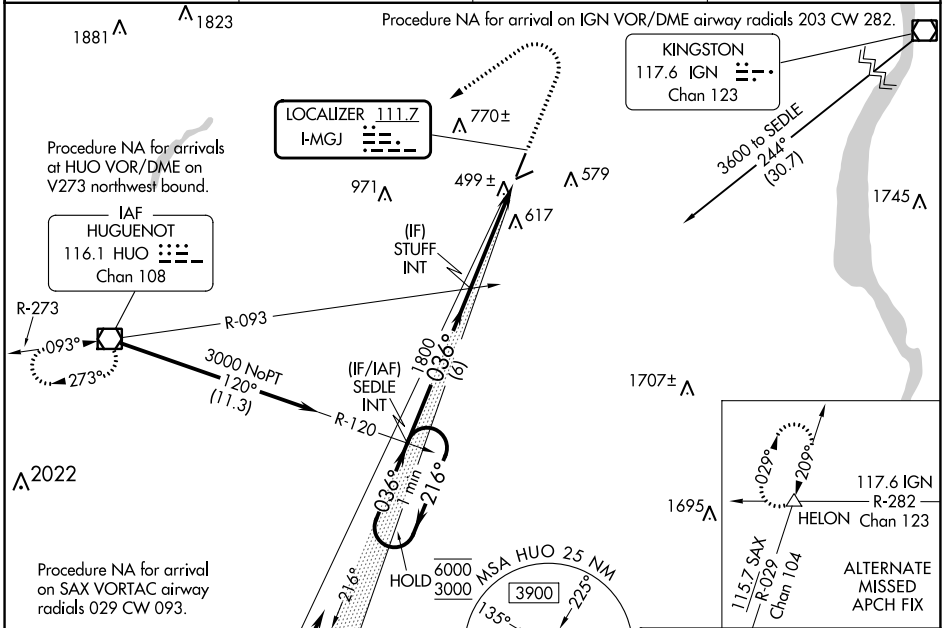 1881
1823
Procedure NA for arrival on IGN VOR/DME airway radials 203 CW 282.
KINGSTON
117.6 IGN
Chan 123
LOCALIZER 111.7
I-MGJ
770±
3600 to SEDLE
244°
(30.7)
Procedure NA for arrivals
at HUO VOR/DME on
V273 northwest bound.
971
499±
579
1745
617
IAF
HUGUENOT
116.1 HUO
Chan 108
(IF)
STUFF
INT
R-273
093°
273°
R-093
3000 NoPT
120°
(11.3)
R-120
1800
036°
(6)
(IF/IAF)
SEDLE
INT
1707±
036°
1 min
216°
2022
1695
029°
209°
117.6 IGN
R-282
Chan 123
HELON
115.7 SAX
R-029
Chan 104
ALTERNATE
MISSED
APCH FIX
Procedure NA for arrival
on SAX VORTAC airway
radials 029 CW 093.
216°
HOLD
6000
3000
MSA HUO 25 NM
3900
135°
225°